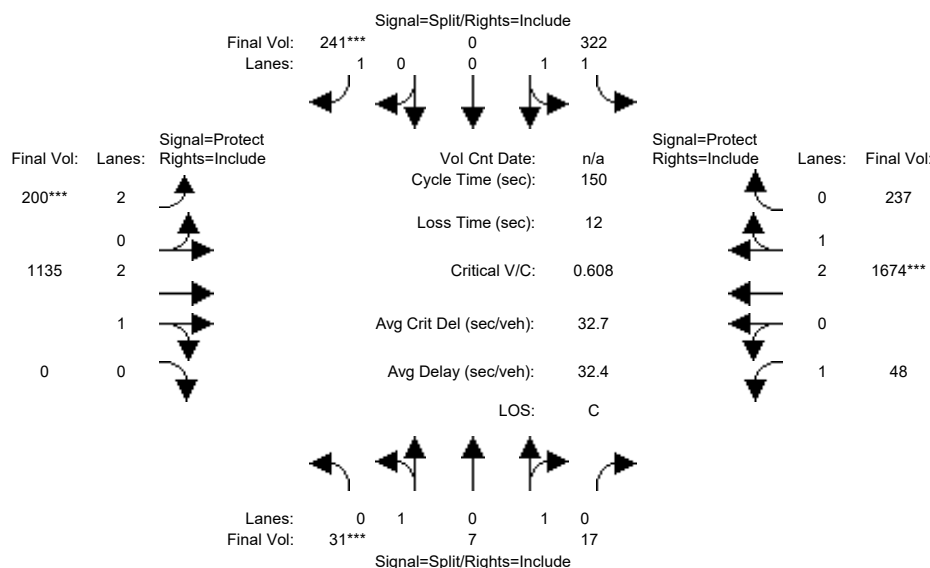 Signal=Split/Rights=Include
Final Vol: 241*** 0 322
Lanes: 1 0 0 1 1
Signal=Protect Signal=Protect
Final Vol: Lanes: Rights=Include Vol Cnt Date: n/a Rights=Include Lanes: Final Vol:
Cycle Time (sec): 150
200*** 2 0 237
Loss Time (sec): 12
0 1
1135 2 Critical V/C: 0.608 2 1674***
1 Avg Crit Del (sec/veh): 32.7 0
0 0 Avg Delay (sec/veh): 32.4 1 48
LOS: C
Lanes: 0 1 0 1 0
Final Vol: 31*** 7 17
Signal=Split/Rights=Include